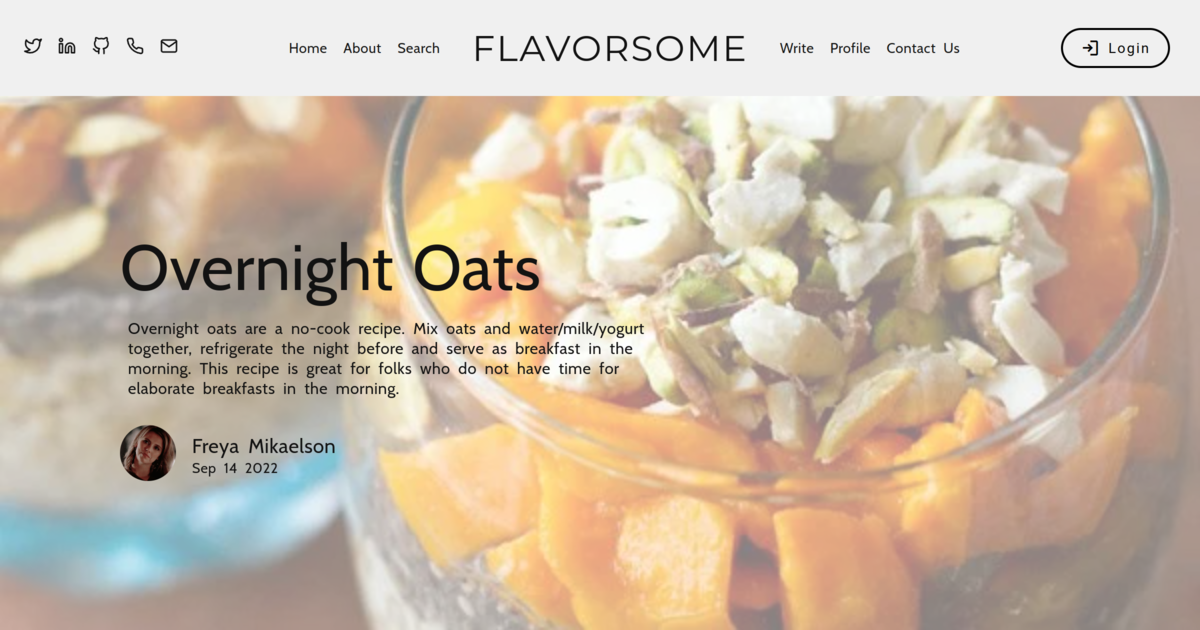 Home About Search FLAVORSOME Write Profile Contact Us Login
Overnight Oats
Overnight oats are a no-cook recipe. Mix oats and water/milk/yogurt
together, refrigerate the night before and serve as breakfast in the
morning. This recipe is great for folks who do not have time for
elaborate breakfasts in the morning.
Freya Mikaelson
Sep 14 2022